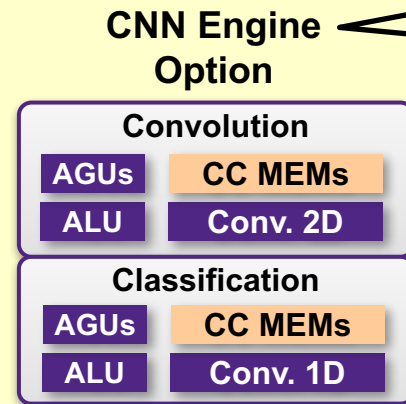 CNN Engine
Option
Convolution
AGUs CC MEMs
ALU Conv. 2D
Classification
AGUs CC MEMs
ALU Conv. 1D